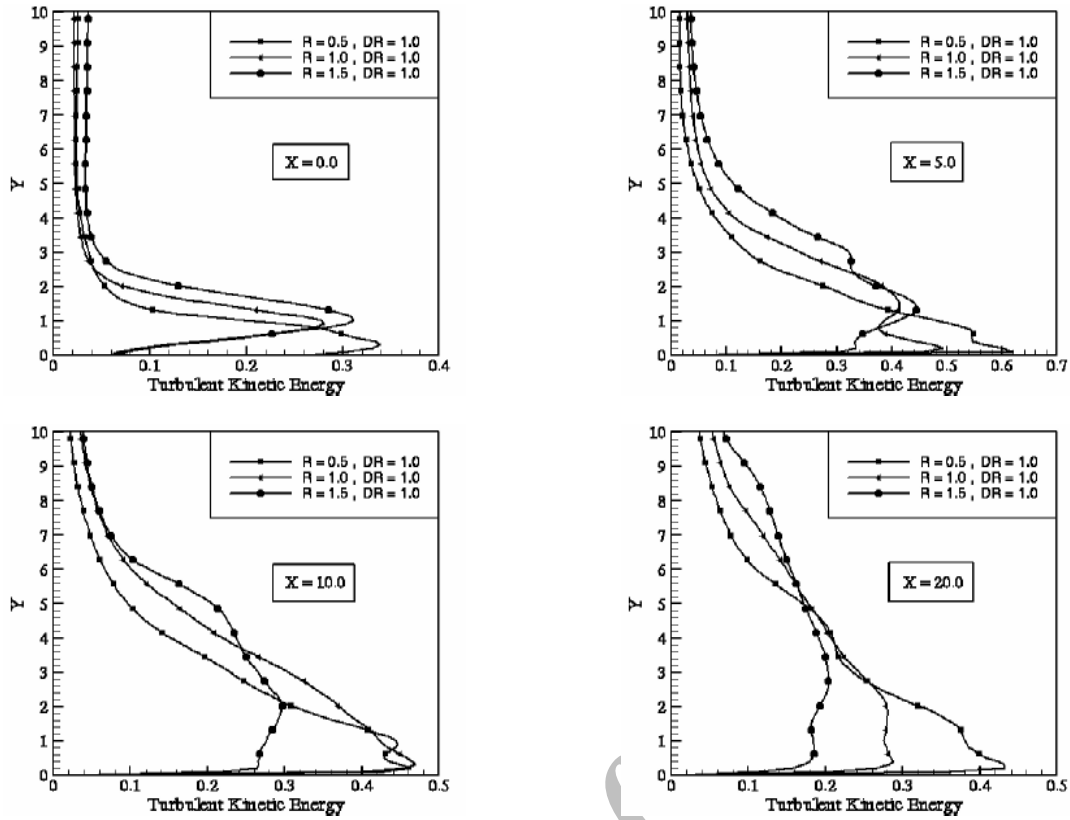 10
9
8
7
6
5
4
3
2
1
0
Y
R = 0.5 , DR = 1.0
R = 1.0 , DR = 1.0
R = 1.5 , DR = 1.0
X = 0.0
0 0.1 0.2 0.3 0.4
Turbulent Kinetic Energy
10
9
8
7
6
5
4
3
2
1
0
Y
R = 0.5 , DR = 1.0
R = 1.0 , DR = 1.0
R = 1.5 , DR = 1.0
X = 5.0
0 0.1 0.2 0.3 0.4 0.5 0.6 0.7
Turbulent Kinetic Energy
10
9
8
7
6
5
4
3
2
1
0
Y
R = 0.5 , DR = 1.0
R = 1.0 , DR = 1.0
R = 1.5 , DR = 1.0
X = 10.0
0 0.1 0.2 0.3 0.4 0.5
Turbulent Kinetic Energy
10
9
8
7
6
5
4
3
2
1
0
Y
R = 0.5 , DR = 1.0
R = 1.0 , DR = 1.0
R = 1.5 , DR = 1.0
X = 20.0
0 0.1 0.2 0.3 0.4 0.5
Turbulent Kinetic Energy